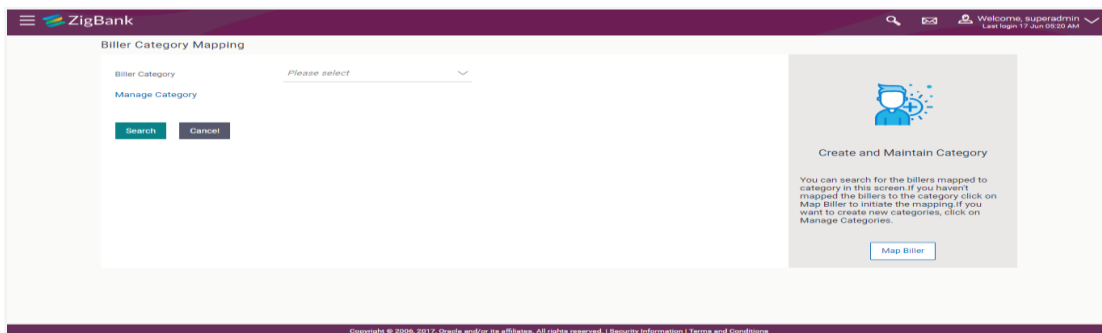 ZigBank
Welcome, superadmin
Last login 17 Jun 05:20 AM
Biller Category Mapping
Biller Category
Please select
Manage Category
Search
Cancel
Create and Maintain Category
You can search for the billers mapped to
category in this screen.If you haven't
mapped the billers to the category click on
Map Biller to initiate the mapping.If you
want to create new categories, click on
Manage Categories.
Map Biller
Copyright © 2006, 2017, Oracle and/or its affiliates. All rights reserved. | Security Information | Terms and Conditions